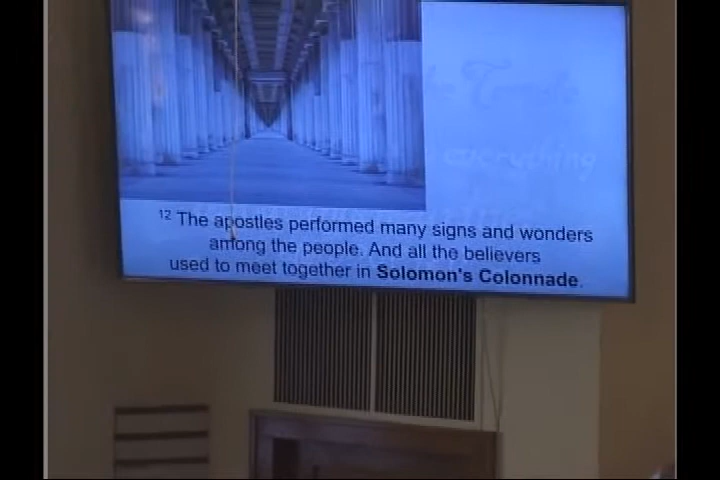 everything
12 The apostles performed many signs and wonders
among the people. And all the believers
used to meet together in Solomon's Colonnade.